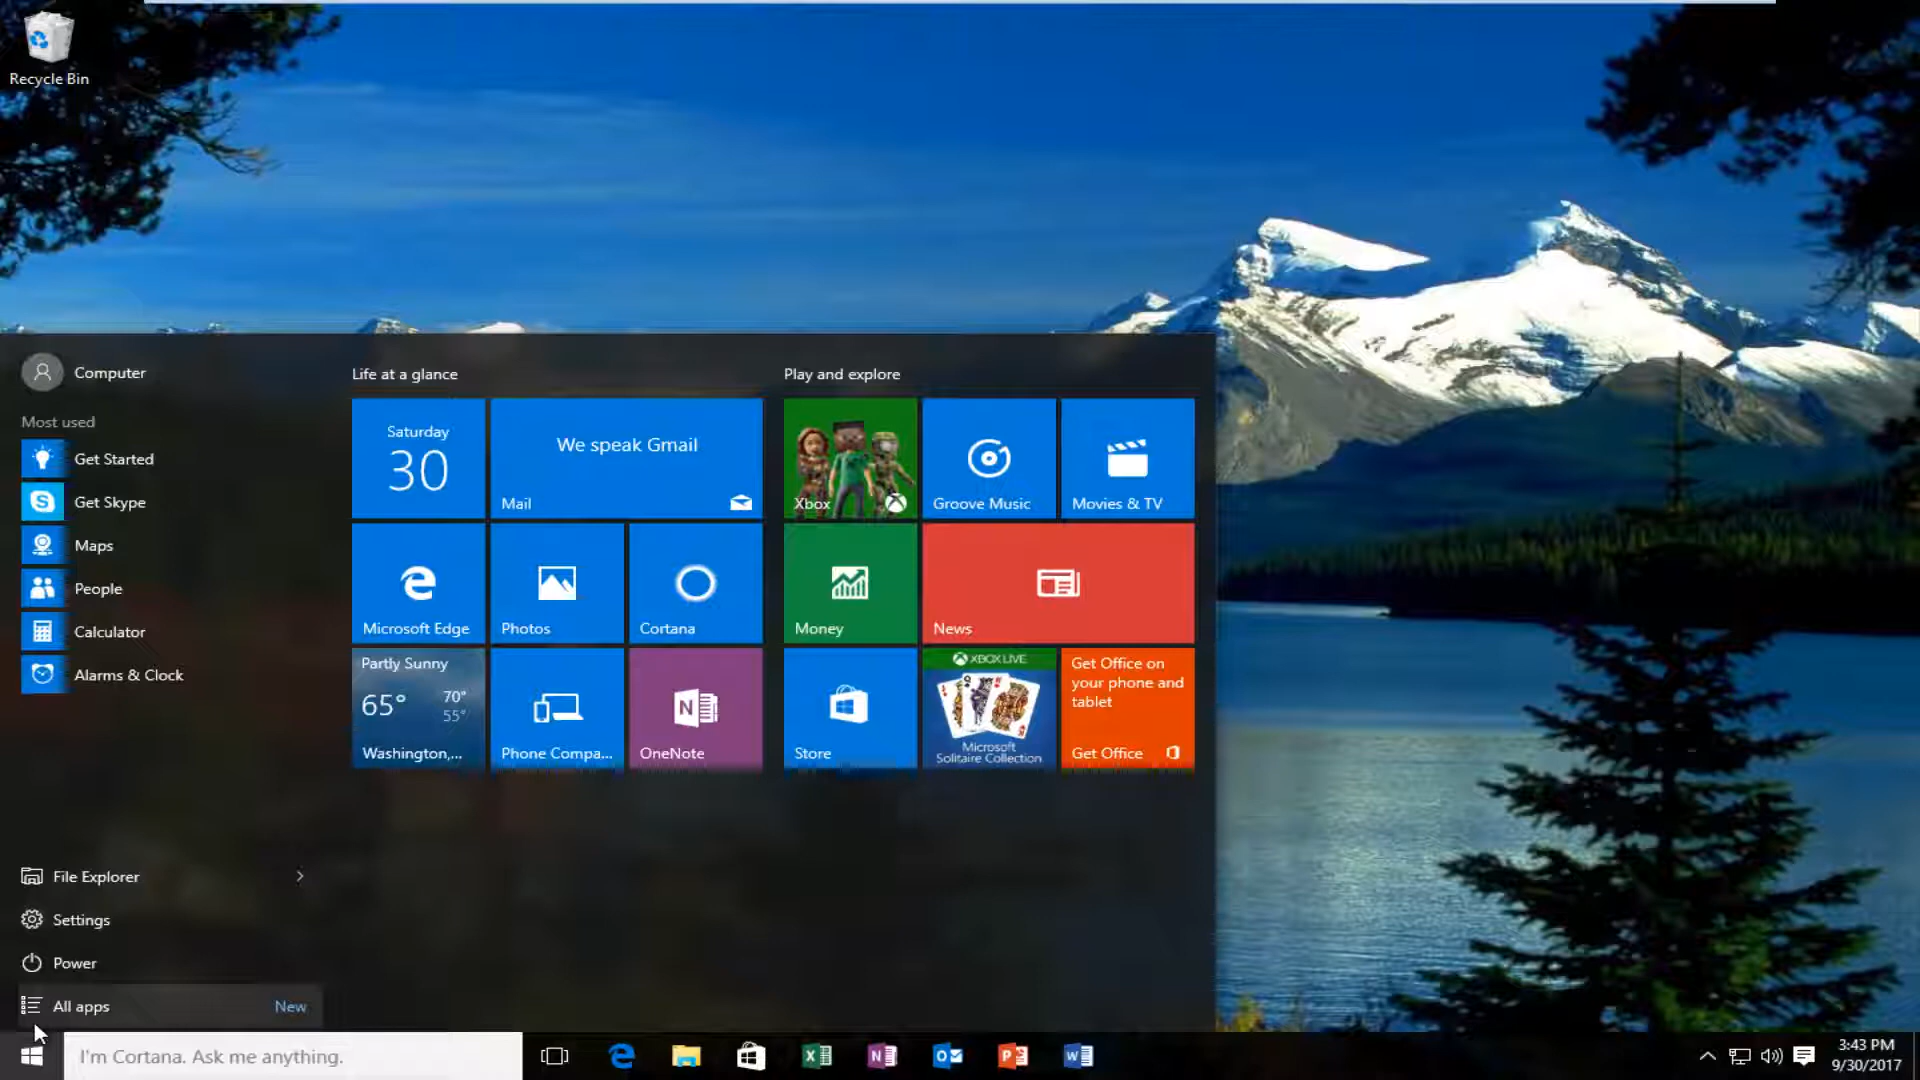 Recycle Bin
Computer
Most used
Get Started
Get Skype
Maps
People
Calculator
Alarms & Clock
File Explorer
Settings
Power
All apps
New
Life at a glance
Saturday
30
We speak Gmail
Mail
Microsoft Edge
Photos
Cortana
Partly Sunny
65°
70°
55°
Washington,...
Phone Compa...
OneNote
Play and explore
Xbox
Groove Music
Movies & TV
Money
News
Store
XBOX LIVE
Microsoft
Solitaire Collection
Get Office on
your phone and
tablet
Get Office
I'm Cortana. Ask me anything.
3:43 PM
9/30/2017